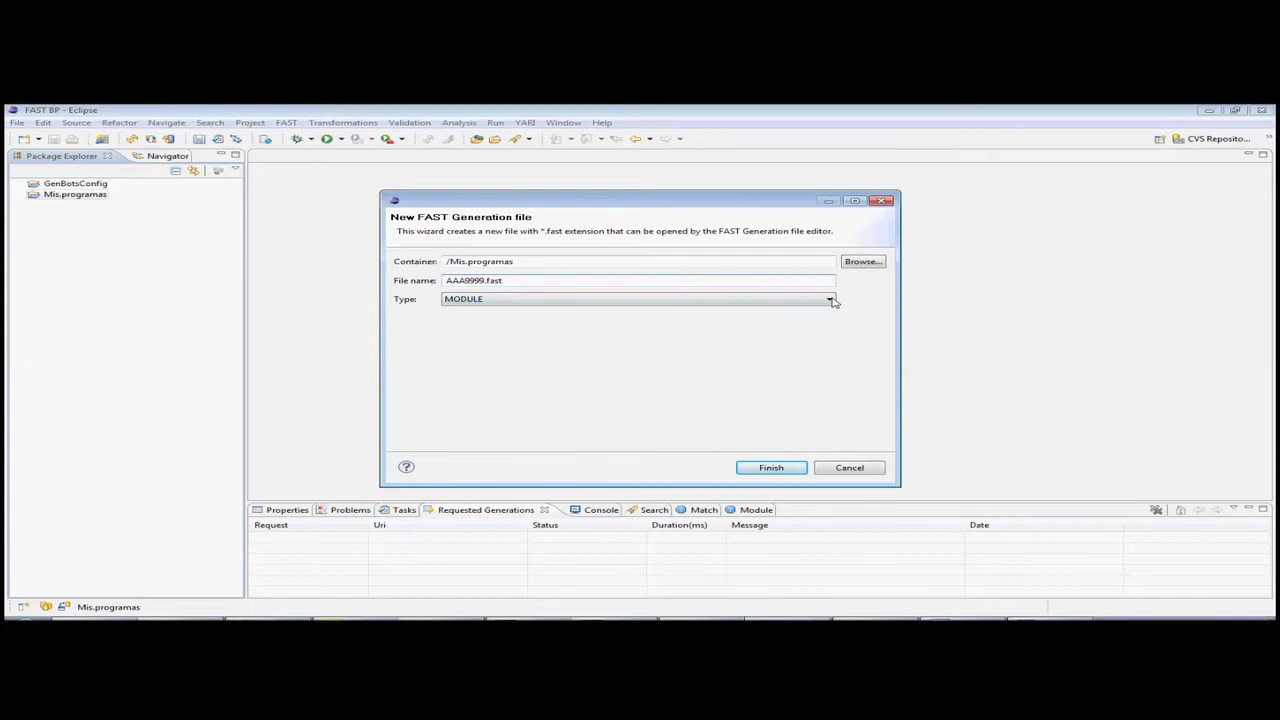 FAST BP - Eclipse
File Edit Source Refactor Navigate Search Project FAST Transformations Validation Analysis Run YARI Window Help
CVS Reposito...
Package Explorer Navigator
GenBotsConfig
Mis.programas
New FAST Generation file
This wizard creates a new file with *.fast extension that can be opened by the FAST Generation file editor.
Container: /Mis.programas Browse...
File name: AAA9999.fast
Type: MODULE
Finish Cancel
Properties Problems Tasks Requested Generations Console Search Match Module
Request Uri Status Duration(ms) Message Date
Mis.programas